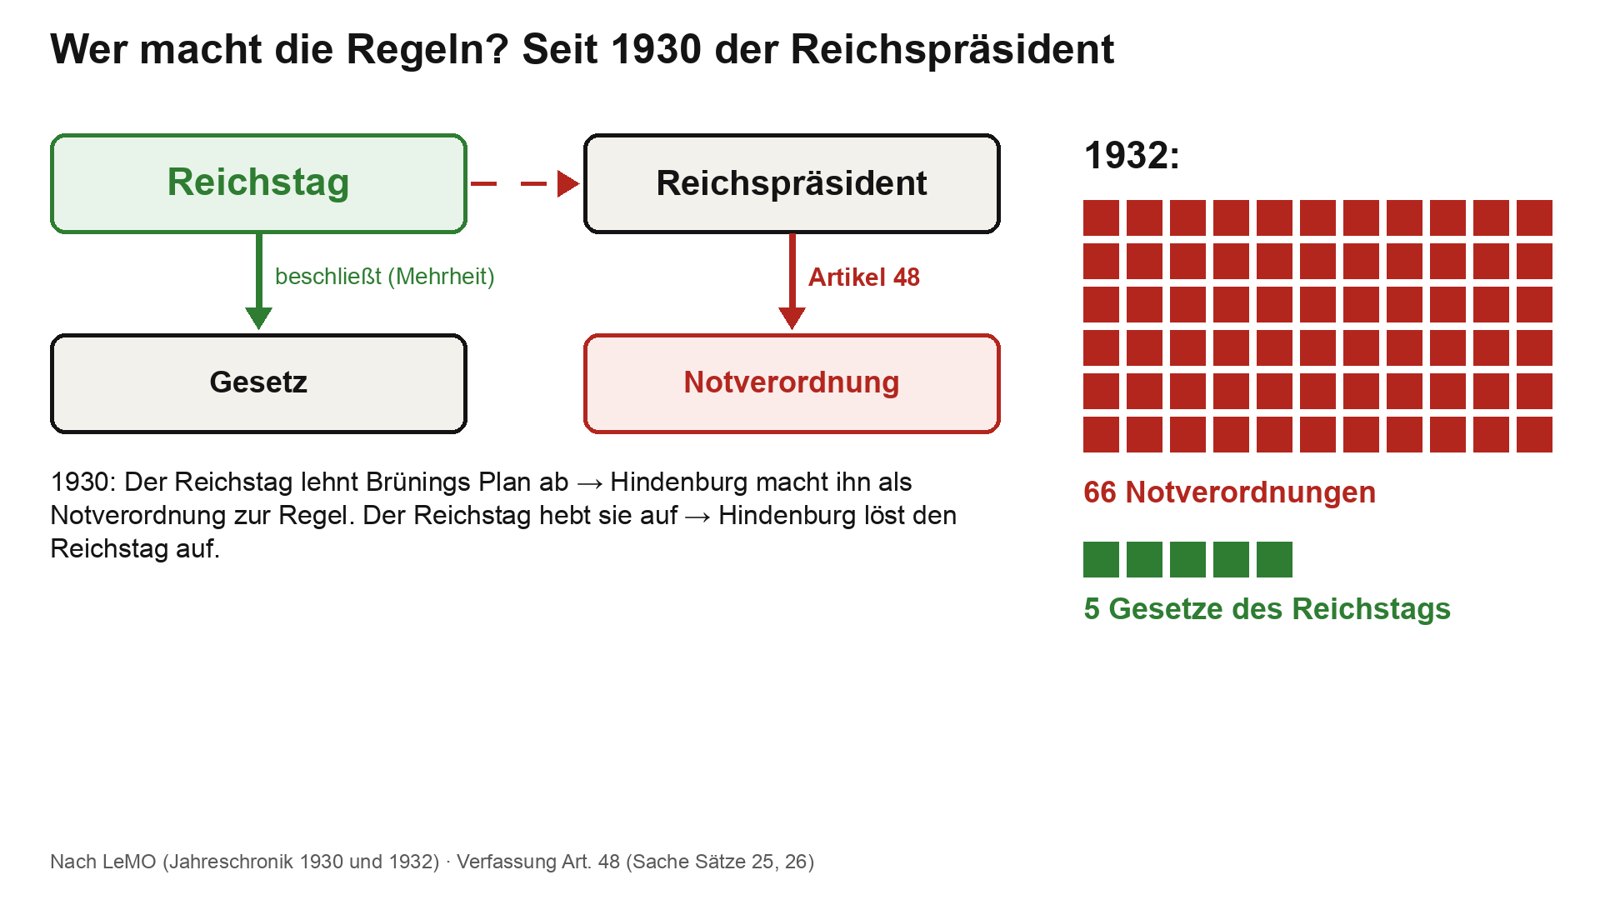 Wer macht die Regeln? Seit 1930 der Reichspräsident
Reichstag
Reichspräsident
beschließt (Mehrheit)
Artikel 48
Gesetz
Notverordnung
1930: Der Reichstag lehnt Brünings Plan ab → Hindenburg macht ihn als
Notverordnung zur Regel. Der Reichstag hebt sie auf → Hindenburg löst den
Reichstag auf.
1932:
66 Notverordnungen
5 Gesetze des Reichstags
Nach LeMO (Jahreschronik 1930 und 1932) · Verfassung Art. 48 (Sache Sätze 25, 26)